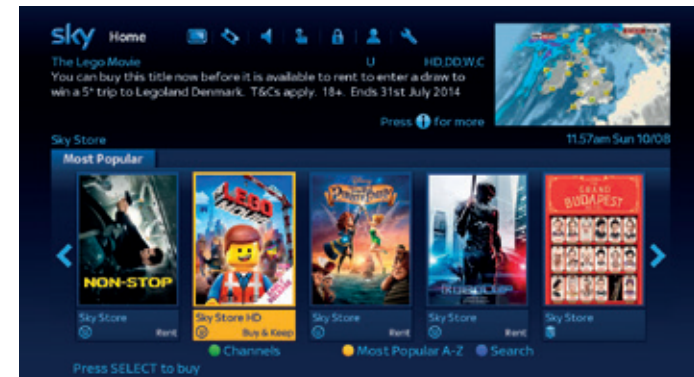 sky Home
The Lego Movie U HD,DD,W,C
You can buy this title now before it is available to rent to enter a draw to
win a 5* trip to Legoland Denmark. T&Cs apply. 18+. Ends 31st July 2014
Press i for more
Sky Store 11.57am Sun 10/08
Most Popular
NON-STOP
THE LEGO MOVIE
PIRATE FAIRY
ROBOCOP
GRAND
BUDAPEST
Sky Store Sky Store HD Sky Store Sky Store Sky Store
Rent Buy & Keep Rent Rent
Channels Most Popular A-Z Search
Press SELECT to buy